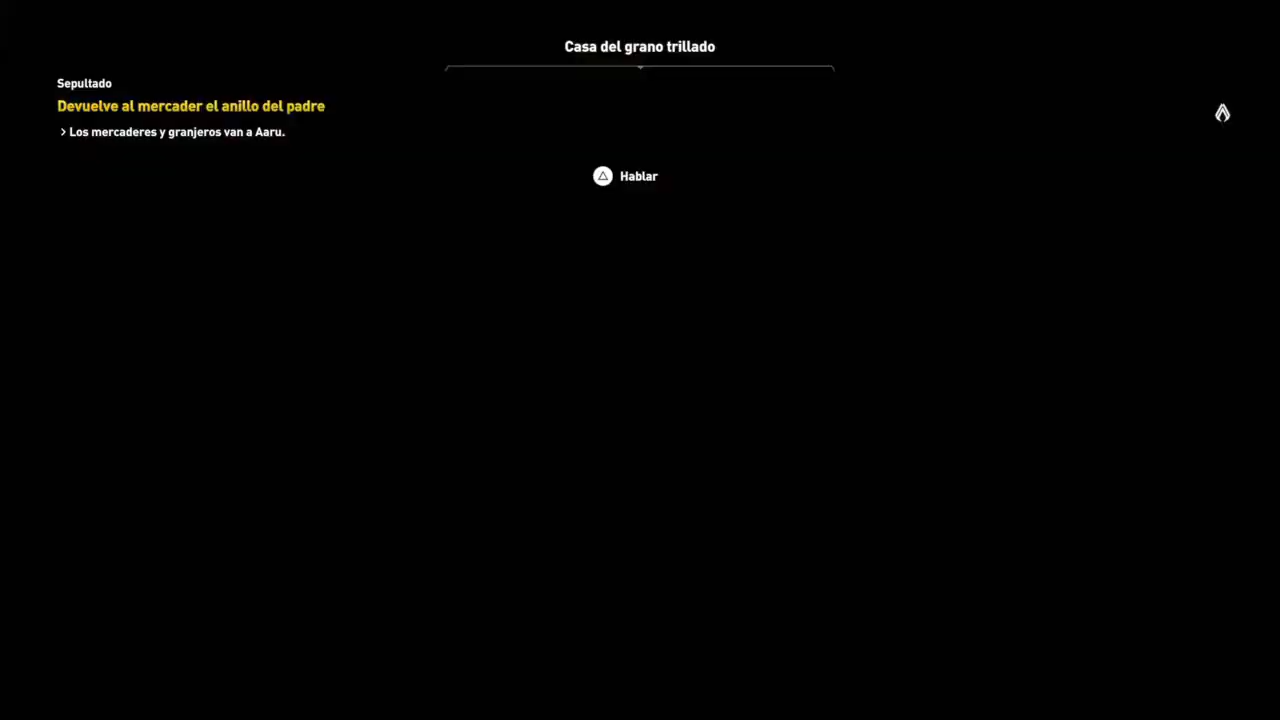 Casa del grano trillado
Sepultado
Devuelve al mercader el anillo del padre
> Los mercaderes y granjeros van a Aaru.
Hablar